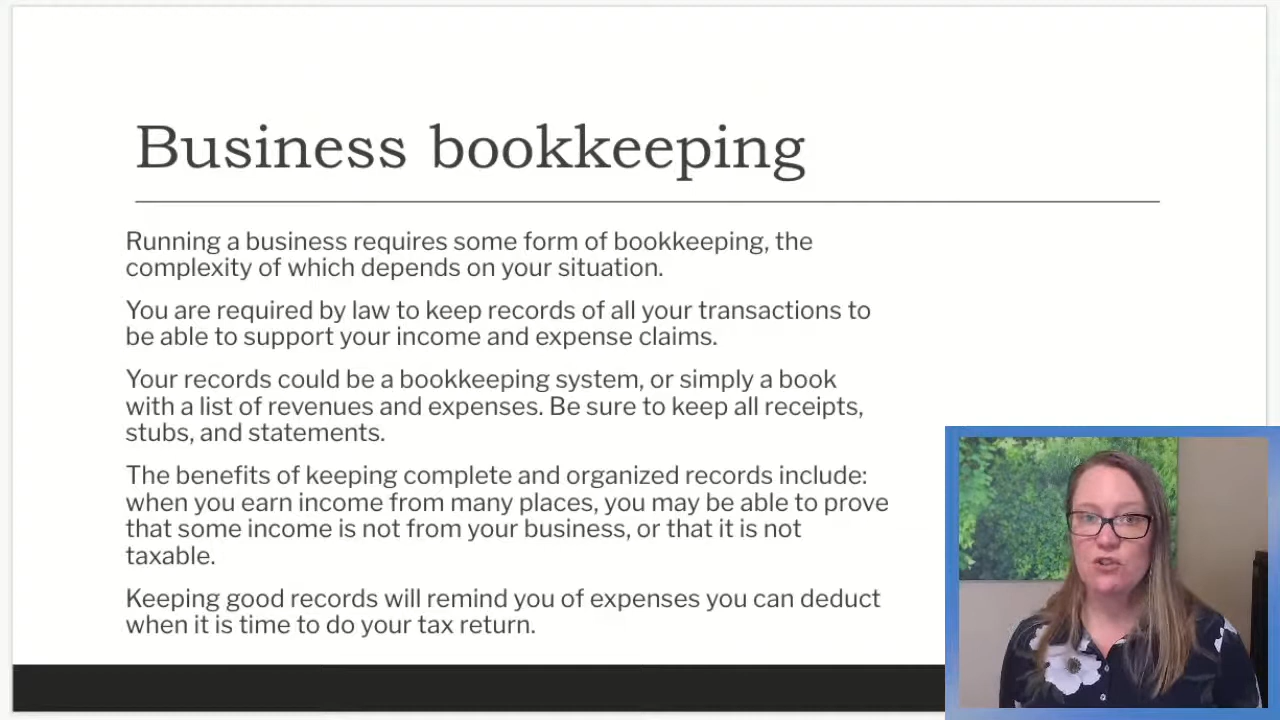 Business bookkeeping
Running a business requires some form of bookkeeping, the
complexity of which depends on your situation.
You are required by law to keep records of all your transactions to
be able to support your income and expense claims.
Your records could be a bookkeeping system, or simply a book
with a list of revenues and expenses. Be sure to keep all receipts,
stubs, and statements.
The benefits of keeping complete and organized records include:
when you earn income from many places, you may be able to prove
that some income is not from your business, or that it is not
taxable.
Keeping good records will remind you of expenses you can deduct
when it is time to do your tax return.